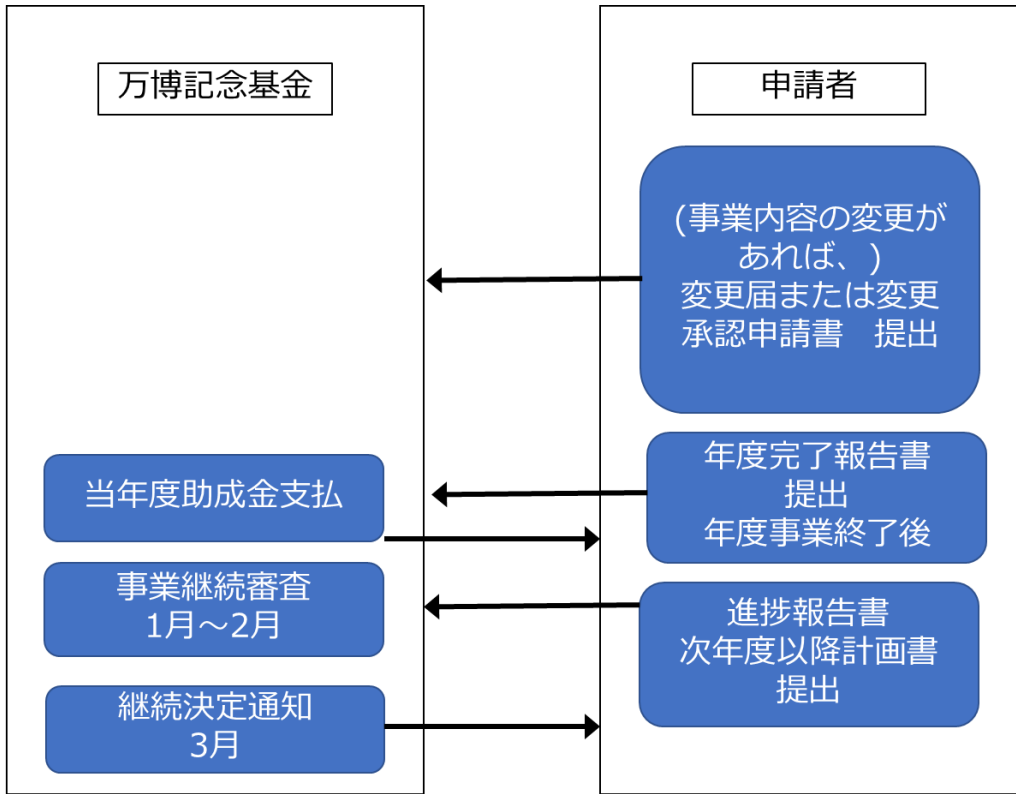 万博記念基金
申請者
(事業内容の変更が
あれば、)
変更届または変更
承認申請書　提出
年度完了報告書
提出
年度事業終了後
当年度助成金支払
事業継続審査
1月～2月
進捗報告書
次年度以降計画書
提出
継続決定通知
3月